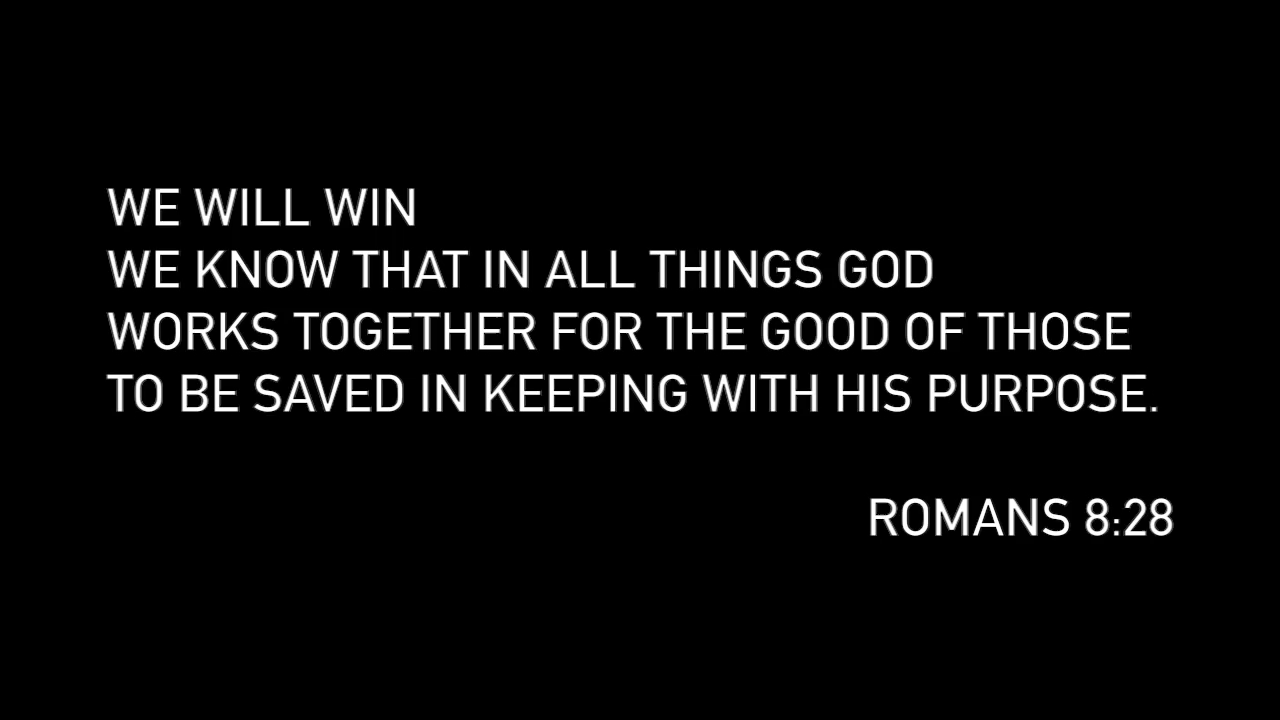 WE WILL WIN
WE KNOW THAT IN ALL THINGS GOD
WORKS TOGETHER FOR THE GOOD OF THOSE
TO BE SAVED IN KEEPING WITH HIS PURPOSE.
ROMANS 8:28